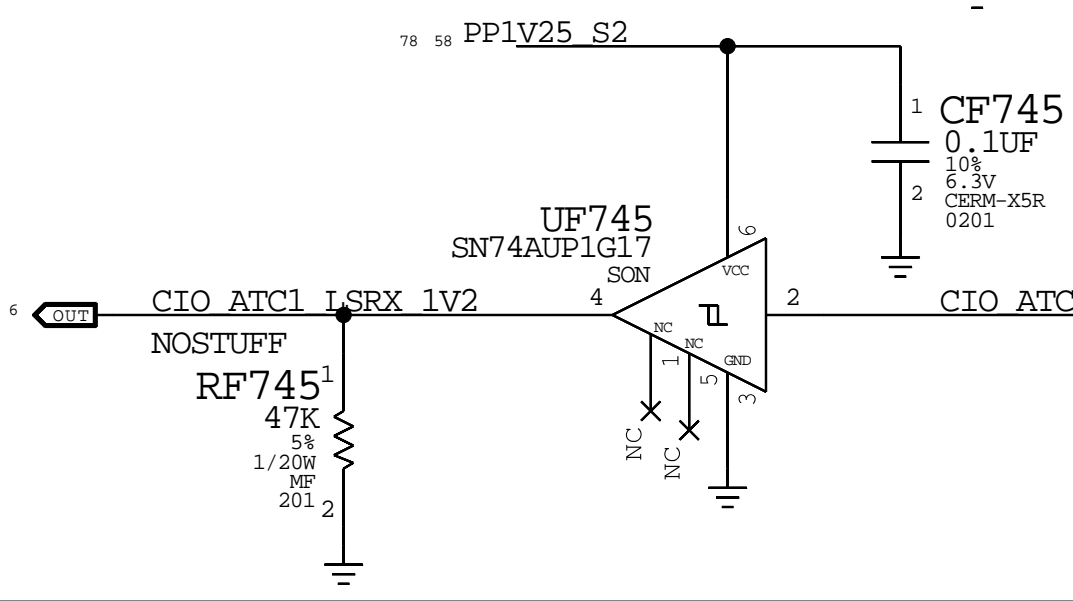 78 58 PP1V25_S2
1 CF745
0.1UF
10%
6.3V
2 CERM-X5R
0201
UF745
SN74AUP1G17
SON
6
VCC
6 OUT CIO_ATC1_LSRX_1V2 4 2 CIO_ATC
NOSTUFF
NC
NC
GND
1
5
3
RF745 1
47K
5%
1/20W
MF
201 2
NC
NC